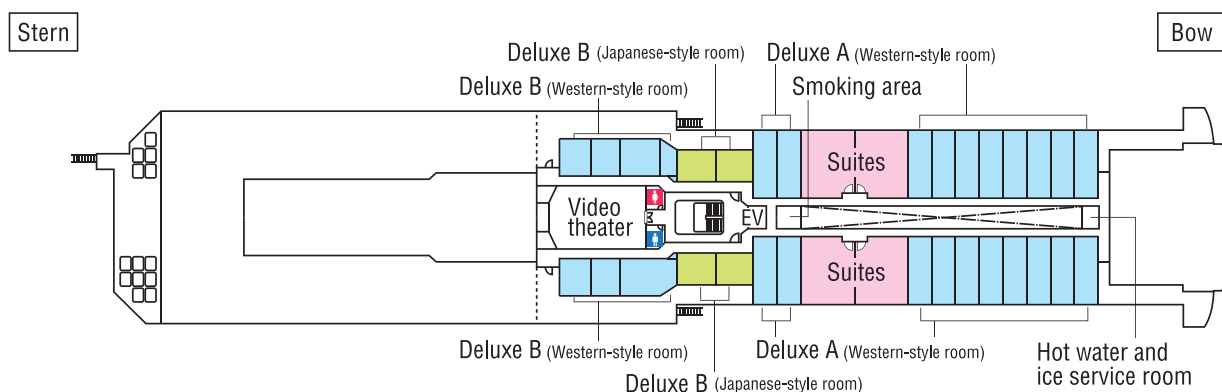 Stern
Bow
Deluxe B (Japanese-style room)
Deluxe A (Western-style room)
Deluxe B (Western-style room)
Smoking area
Suites
Video
theater
EV
Suites
Deluxe B (Western-style room)
Deluxe A (Western-style room)
Deluxe B (Japanese-style room)
Hot water and
ice service room